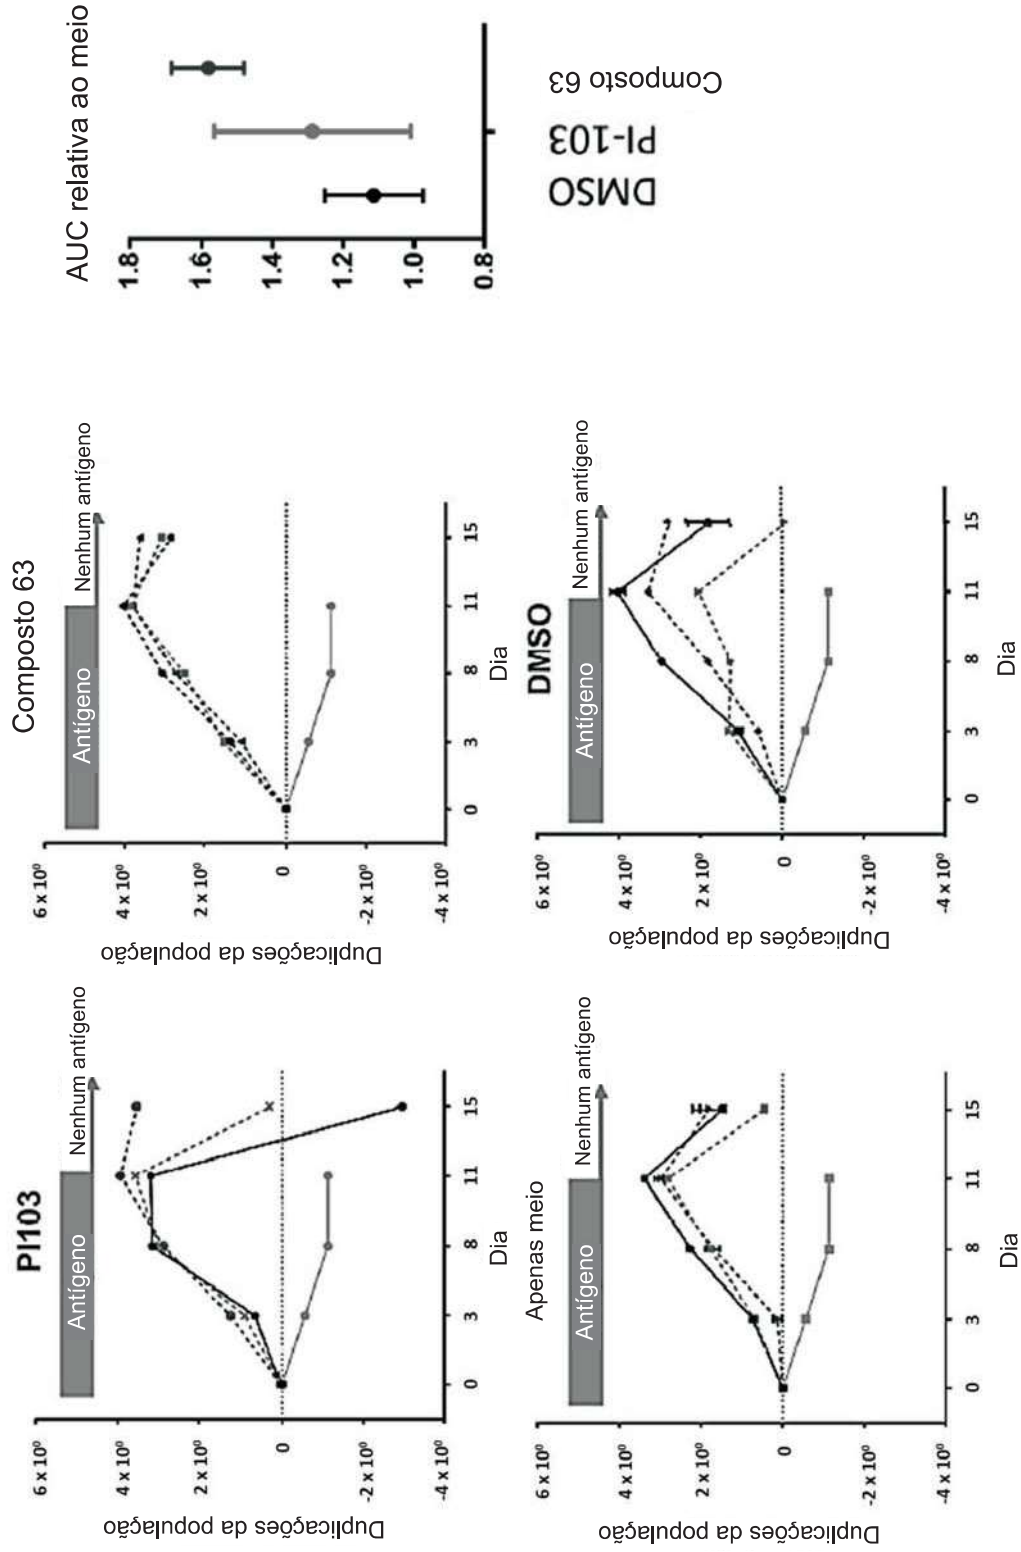 PI103
Antígeno
Nenhum antígeno
Duplicações da população
6 x 10⁰
4 x 10⁰
2 x 10⁰
0
-2 x 10⁰
-4 x 10⁰
0 3 8 11 15
Dia
Composto 63
Antígeno
Nenhum antígeno
Duplicações da população
6 x 10⁰
4 x 10⁰
2 x 10⁰
0
-2 x 10⁰
-4 x 10⁰
0 3 8 11 15
Dia
AUC relativa ao meio
1.8
1.6
1.4
1.2
1.0
0.8
DMSO
PI-103
Composto 63
Apenas meio
Antígeno
Nenhum antígeno
Duplicações da população
6 x 10⁰
4 x 10⁰
2 x 10⁰
0
-2 x 10⁰
-4 x 10⁰
0 3 8 11 15
Dia
DMSO
Antígeno
Nenhum antígeno
Duplicações da população
6 x 10⁰
4 x 10⁰
2 x 10⁰
0
-2 x 10⁰
-4 x 10⁰
0 3 8 11 15
Dia